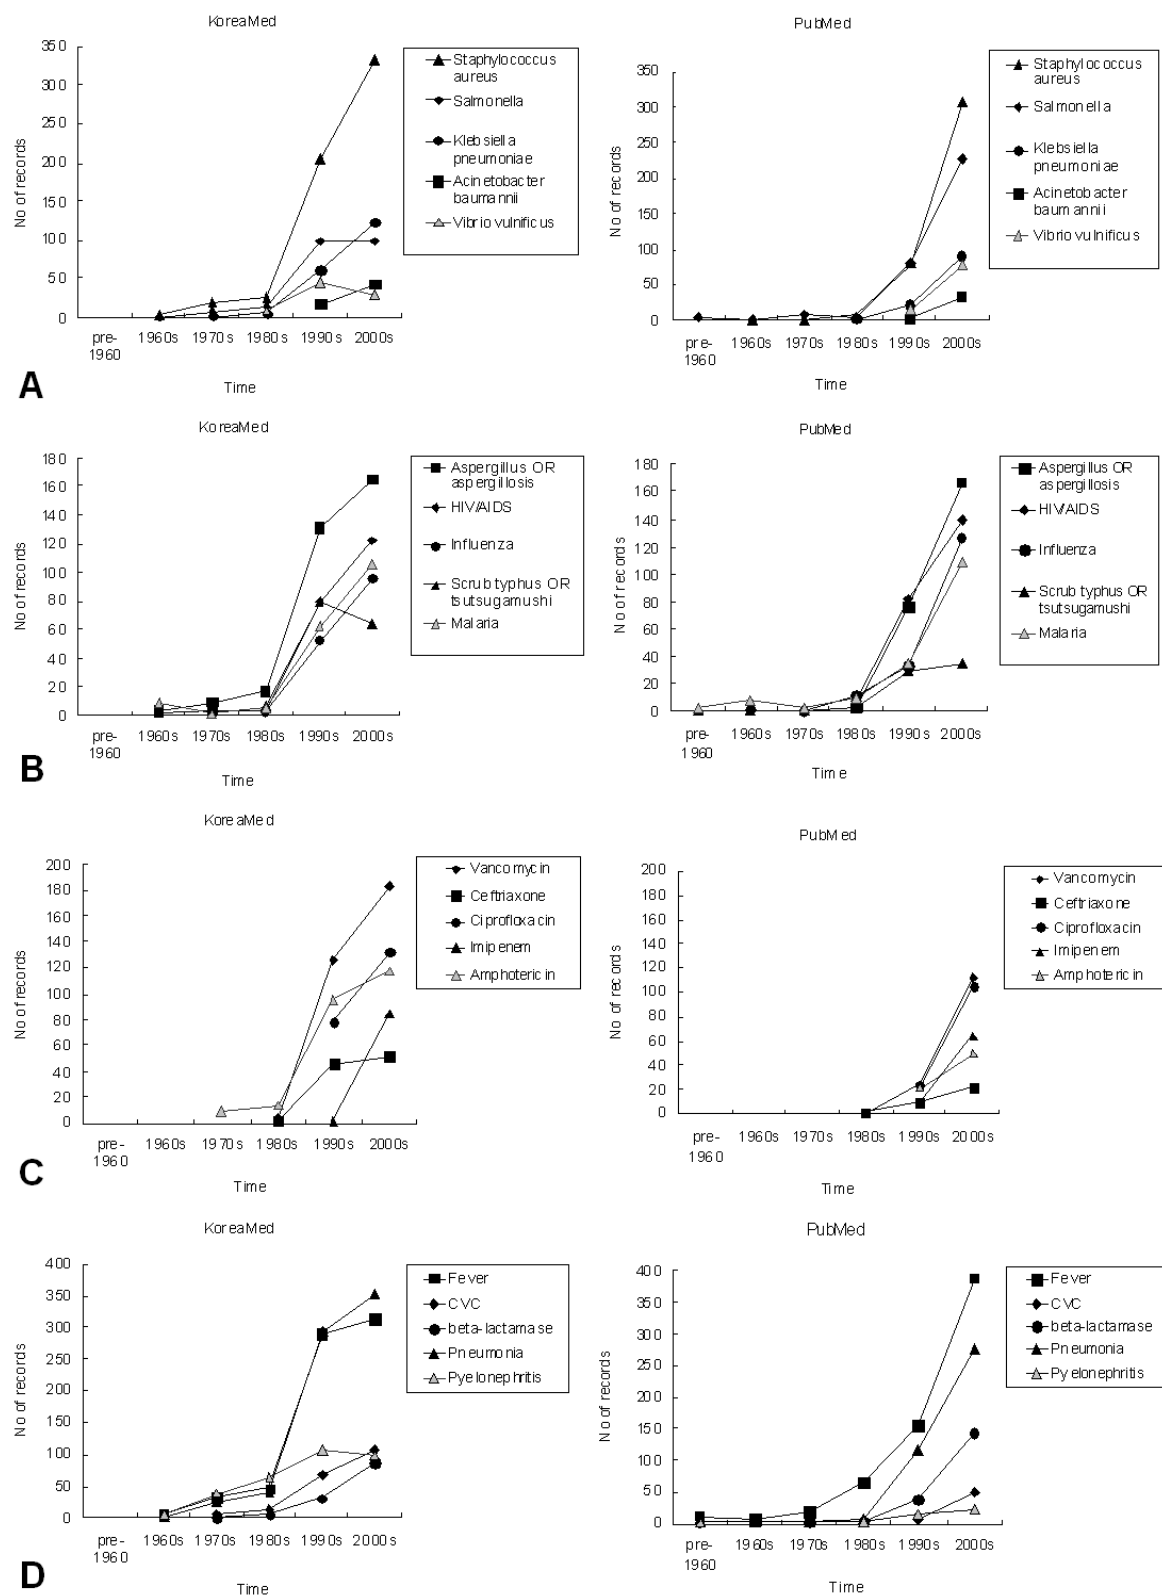 KoreaMed
350
300
250
200
150
100
50
0
No of records
pre-
1960
1960s
1970s
1980s
1990s
2000s
Time
Staphylococcus
aureus
Salmonella
Klebsiella
pneumoniae
Acinetobacter
baumannii
Vibrio vulnificus
A
PubMed
350
300
250
200
150
100
50
0
No of records
pre-
1960
1960s
1970s
1980s
1990s
2000s
Time
Staphylococcus
aureus
Salmonella
Klebsiella
pneumoniae
Acinetobacter
baumannii
Vibrio vulnificus
KoreaMed
180
160
140
120
100
80
60
40
20
0
No of records
pre-
1960
1960s
1970s
1980s
1990s
2000s
Time
Aspergillus OR
aspergillosis
HIV/AIDS
Influenza
Scrub typhus OR
tsutsugamushi
Malaria
B
PubMed
180
160
140
120
100
80
60
40
20
0
No of records
pre-
1960
1960s
1970s
1980s
1990s
2000s
Time
Aspergillus OR
aspergillosis
HIV/AIDS
Influenza
Scrub typhus OR
tsutsugamushi
Malaria
KoreaMed
200
180
160
140
120
100
80
60
40
20
0
No of records
pre-
1960
1960s
1970s
1980s
1990s
2000s
Time
Vancomycin
Ceftriaxone
Ciprofloxacin
Imipenem
Amphotericin
C
PubMed
200
180
160
140
120
100
80
60
40
20
0
No of records
pre-
1960
1960s
1970s
1980s
1990s
2000s
Time
Vancomycin
Ceftriaxone
Ciprofloxacin
Imipenem
Amphotericin
KoreaMed
400
350
300
250
200
150
100
50
0
No of records
pre-
1960
1960s
1970s
1980s
1990s
2000s
Time
Fever
CVC
beta-lactamase
Pneumonia
Pyelonephritis
D
PubMed
400
350
300
250
200
150
100
50
0
No of records
pre-
1960
1960s
1970s
1980s
1990s
2000s
Time
Fever
CVC
beta-lactamase
Pneumonia
Pyelonephritis